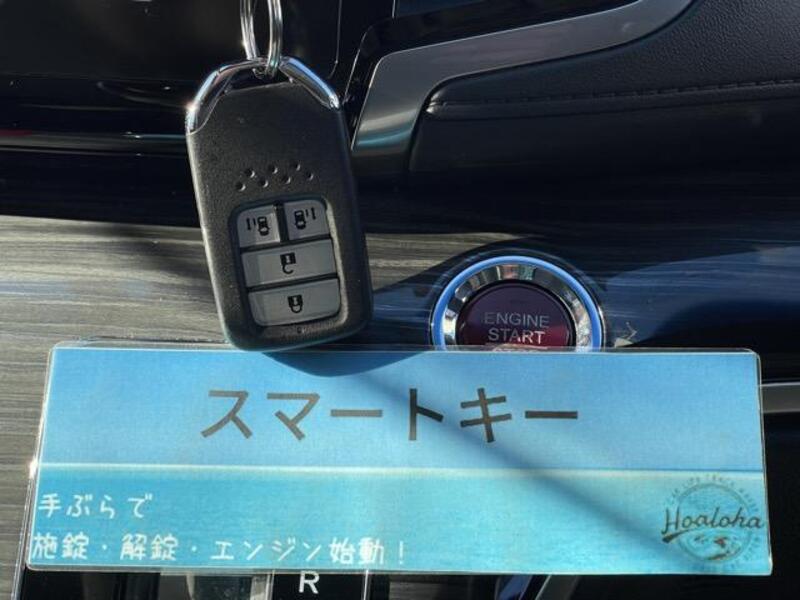 ENGINE
START
スマートキー
手ぶらで
施錠・解錠・エンジン始動!
Hoaloha
R